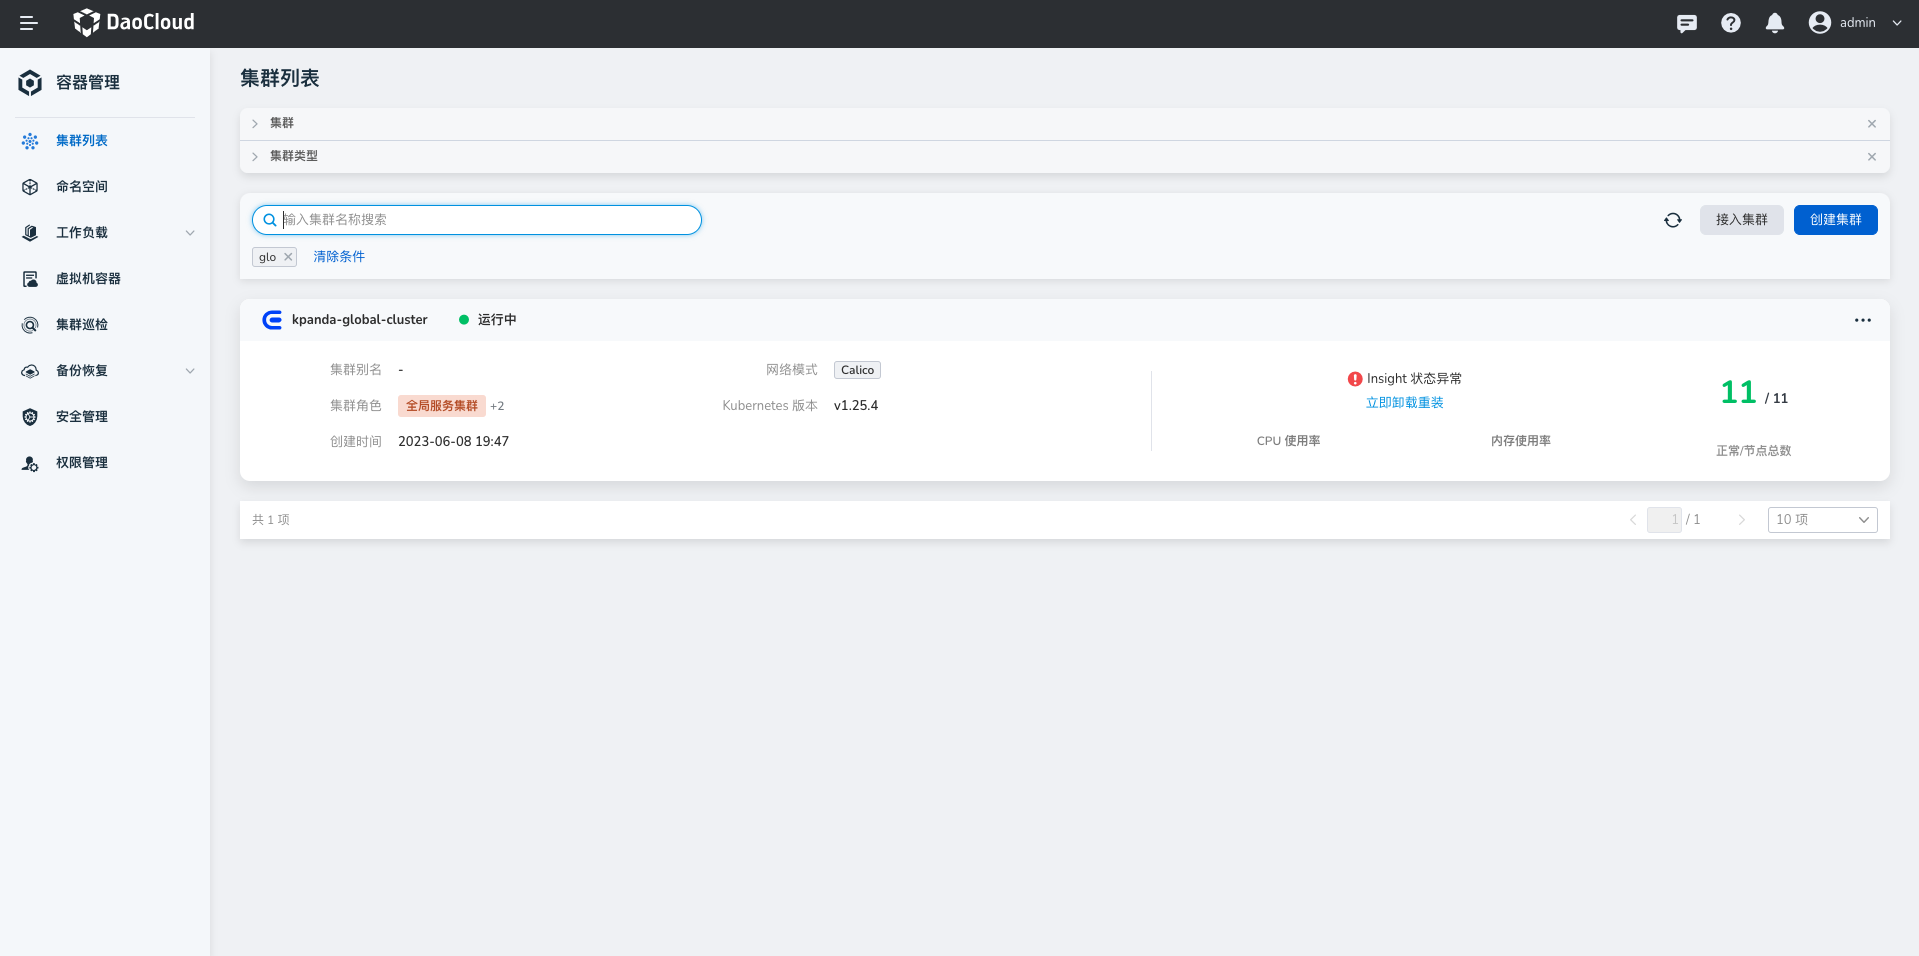 DaoCloud
admin
容器管理
集群列表
命名空间
工作负载
虚拟机容器
集群巡检
备份恢复
安全管理
权限管理
集群列表
集群
集群类型
输入集群名称搜索
接入集群
创建集群
glo
清除条件
kpanda-global-cluster
运行中
集群别名 -
网络模式 Calico
集群角色 全局服务集群 +2
Kubernetes 版本 v1.25.4
创建时间 2023-06-08 19:47
Insight 状态异常
立即卸载重装
CPU 使用率
内存使用率
11 / 11
正常/节点总数
共 1 项
1 / 1
10 项